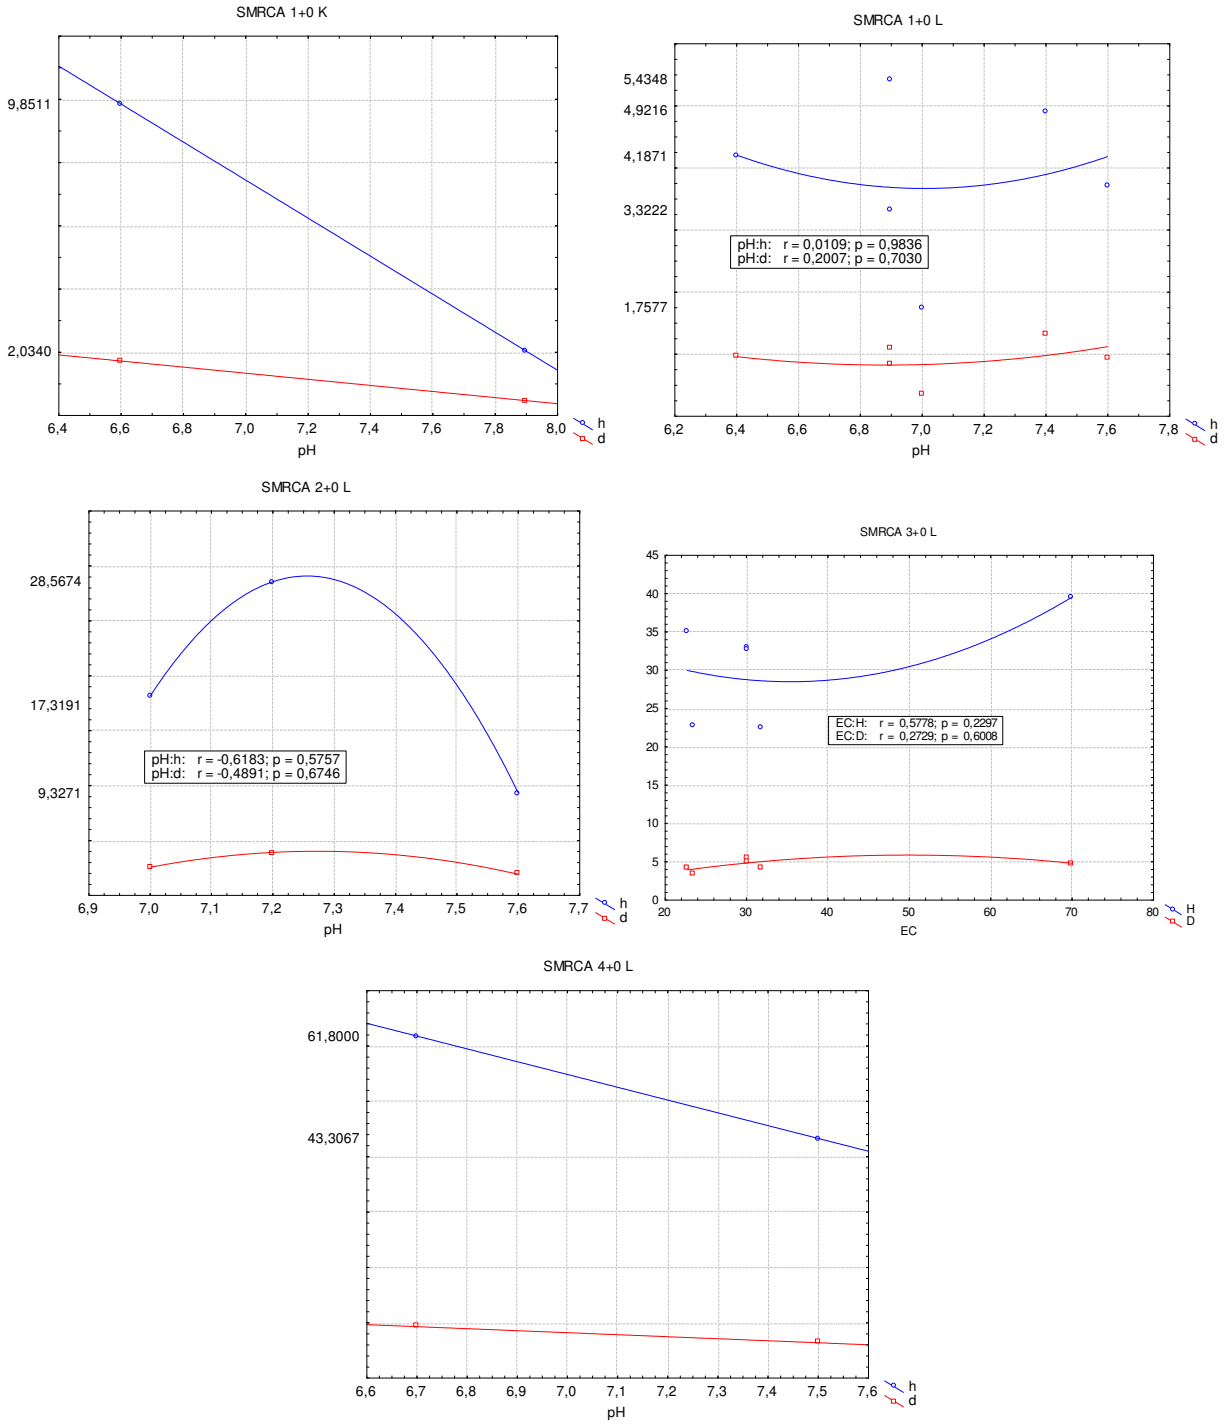 SMRCA 1+0 K
9,8511
2,0340
6,4 6,6 6,8 7,0 7,2 7,4 7,6 7,8 8,0
pH
h
d
SMRCA 1+0 L
5,4348
4,9216
4,1871
3,3222
1,7577
pH:h: r = 0,0109; p = 0,9836
pH:d: r = 0,2007; p = 0,7030
6,2 6,4 6,6 6,8 7,0 7,2 7,4 7,6 7,8
pH
h
d
SMRCA 2+0 L
28,5674
17,3191
9,3271
pH:h: r = -0,6183; p = 0,5757
pH:d: r = -0,4891; p = 0,6746
6,9 7,0 7,1 7,2 7,3 7,4 7,5 7,6 7,7
pH
h
d
SMRCA 3+0 L
45
40
35
30
25
20
15
10
5
0
EC:H: r = 0,5778; p = 0,2297
EC:D: r = 0,2729; p = 0,6008
20 30 40 50 60 70 80
EC
H
D
SMRCA 4+0 L
61,8000
43,3067
6,6 6,7 6,8 6,9 7,0 7,1 7,2 7,3 7,4 7,5 7,6
pH
h
d